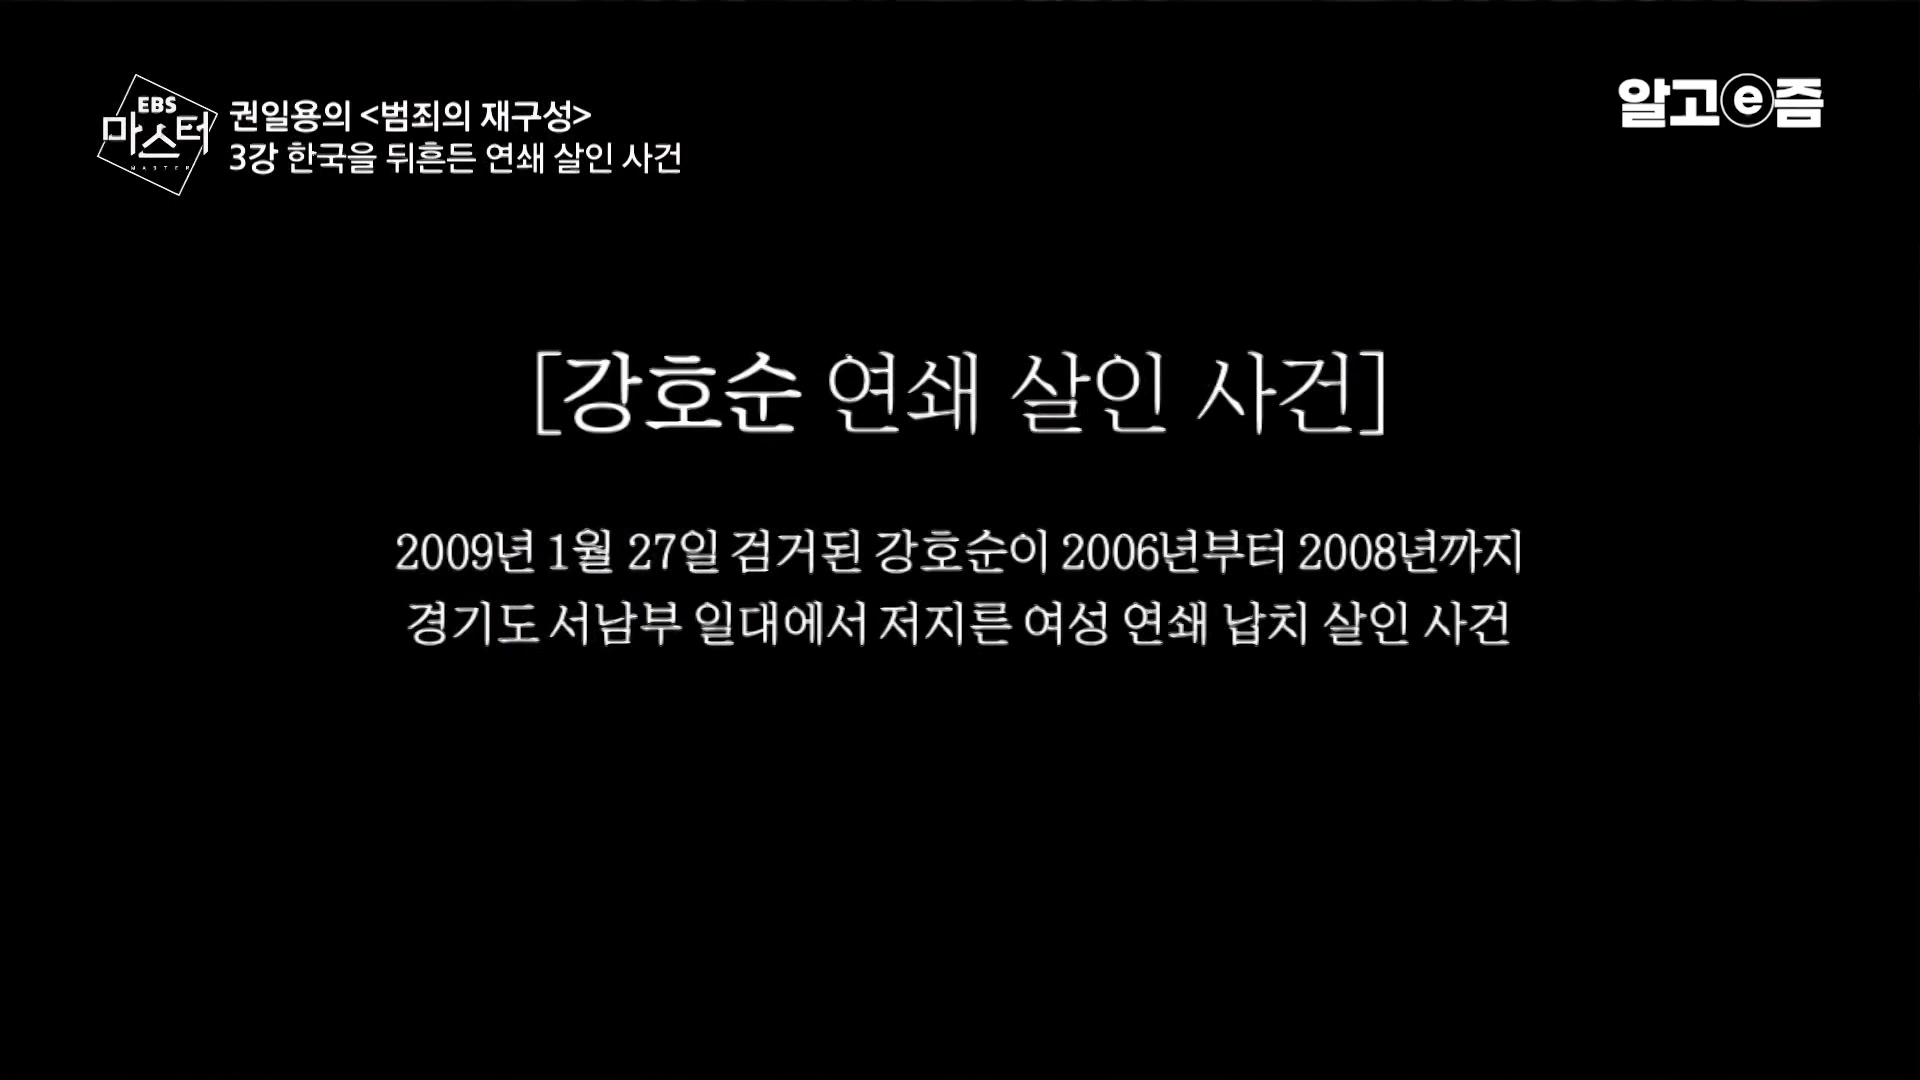 EBS
마스터
MASTER
권일용의 <범죄의 재구성>
3강 한국을 뒤흔든 연쇄 살인 사건
알고e즘
[강호순 연쇄 살인 사건]
2009년 1월 27일 검거된 강호순이 2006년부터 2008년까지
경기도 서남부 일대에서 저지른 여성 연쇄 납치 살인 사건